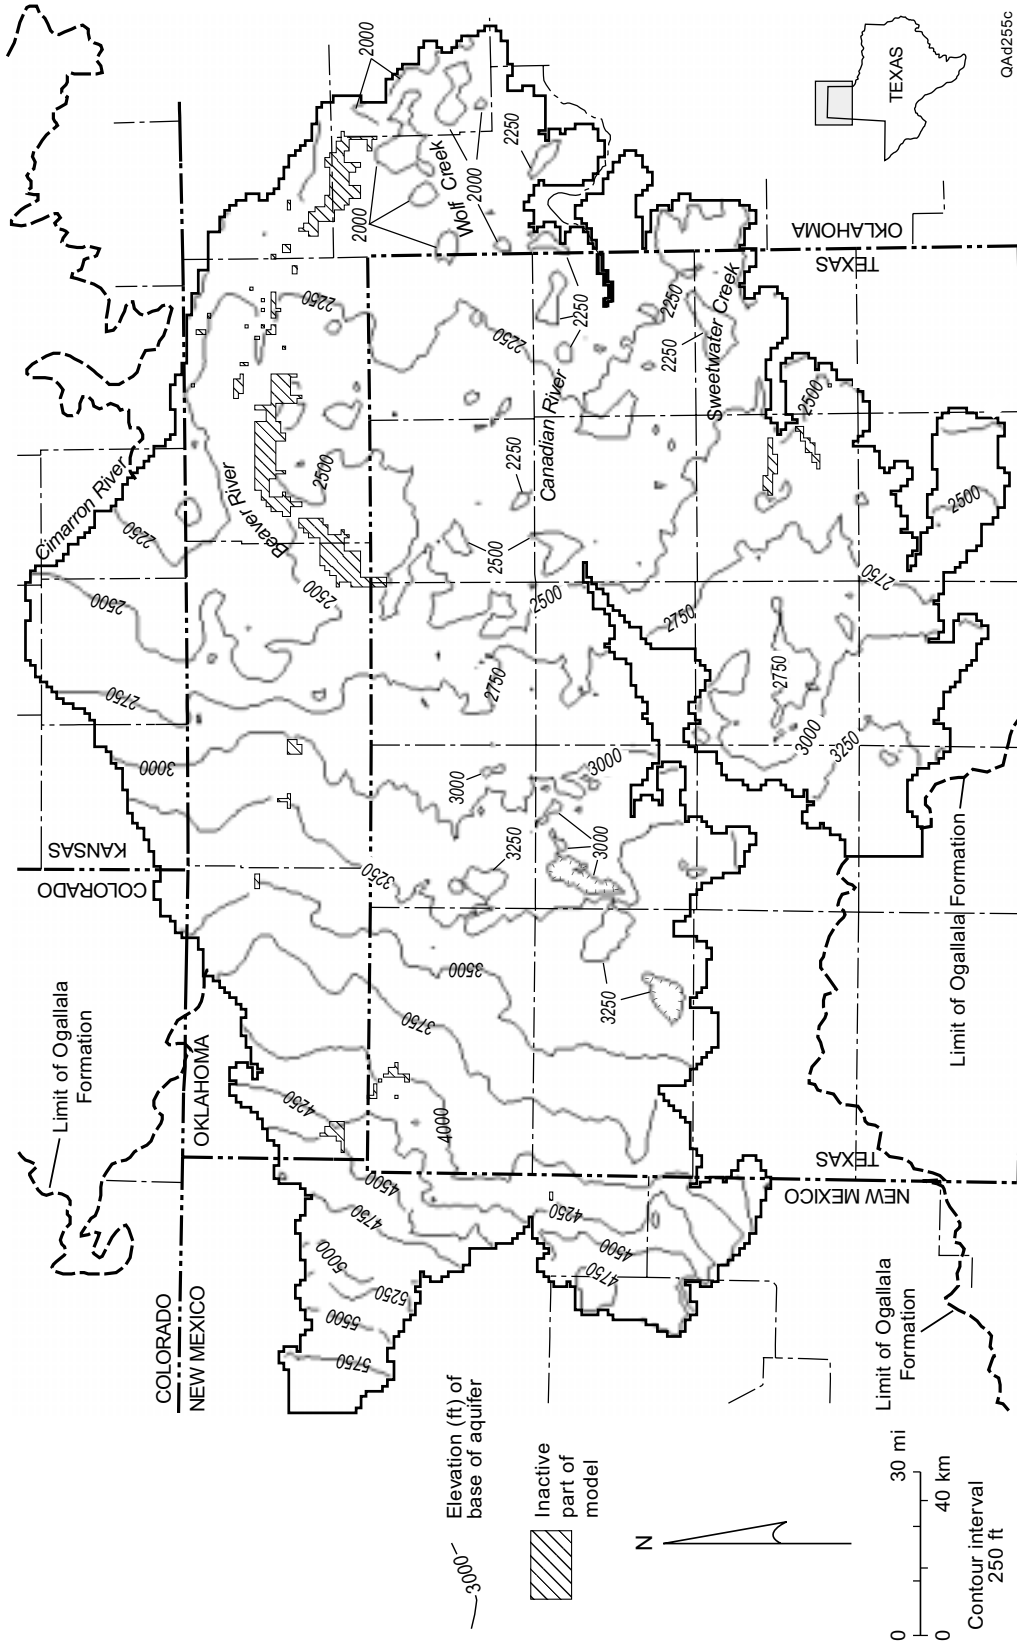 Cimarron River
2250
2500
2750
3000
KANSAS
COLORADO
Limit of Ogallala
Formation
COLORADO
NEW MEXICO
OKLAHOMA
2000
2000
Wolf Creek
2000
2250
2250
Beaver River
2500
2500
3250
3500
3750
4000
4250
4500
4750
5000
5250
5500
5750
2250
2250
Canadian River
2250
2500
2500
2750
3000
3000
3000
3250
3250
4250
4500
4750
2250
2250
Sweetwater Creek
OKLAHOMA
TEXAS
2500
2500
2750
2750
2750
3000
3250
TEXAS
NEW MEXICO
Limit of Ogallala Formation
Limit of Ogallala
Formation
TEXAS
QAd255c
3000
Elevation (ft) of
base of aquifer
Inactive
part of
model
N
0 30 mi
0 40 km
Contour interval
250 ft